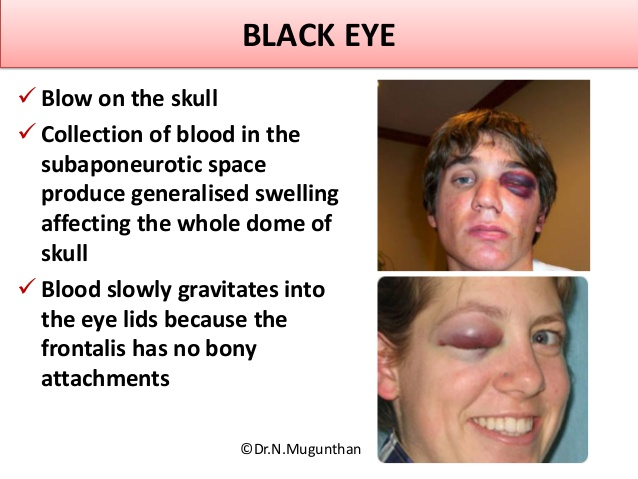 BLACK EYE
✓ Blow on the skull
✓ Collection of blood in the
subaponeurotic space
produce generalised swelling
affecting the whole dome of
skull
✓ Blood slowly gravitates into
the eye lids because the
frontalis has no bony
attachments
©Dr.N.Mugunthan